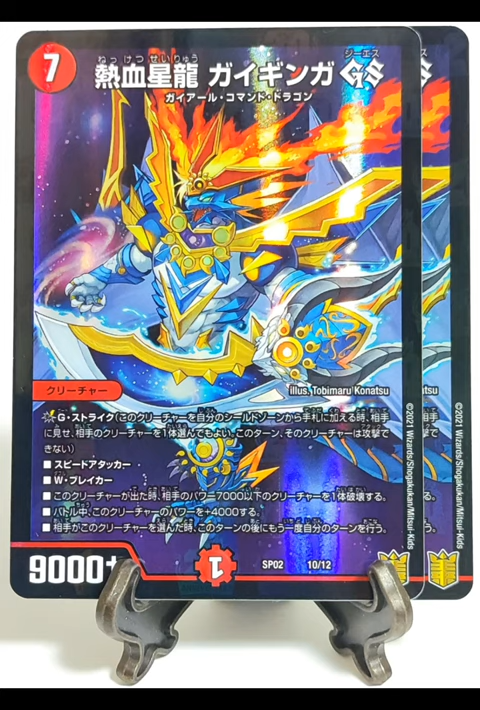 7
ねっけつせいりゅう ジーエス
熱血星龍 ガイギンガGS
ガイアール・コマンド・ドラゴン
illus. Tobimaru Konatsu
クリーチャー
G・ストライク(このクリーチャーを自分のシールドゾーンから手札に加える時、相手
に見せ、相手のクリーチャーを1体選んでもよい。このターン、そのクリーチャーは攻撃で
きない)
■ スピードアタッカー
■ W・ブレイカー
■ このクリーチャーが出た時、相手のパワー7000以下のクリーチャーを1体破壊する。
■ バトル中、このクリーチャーのパワーを+4000する。
■ 相手がこのクリーチャーを選んだ時、このターンの後にもう一度自分のターンを行う。
9000+
1
SP02 10/12
©2021 Wizards/Shogakukan/Mitsui-Kids
©2021 Wizards/Shogakukan/Mitsui-Kids